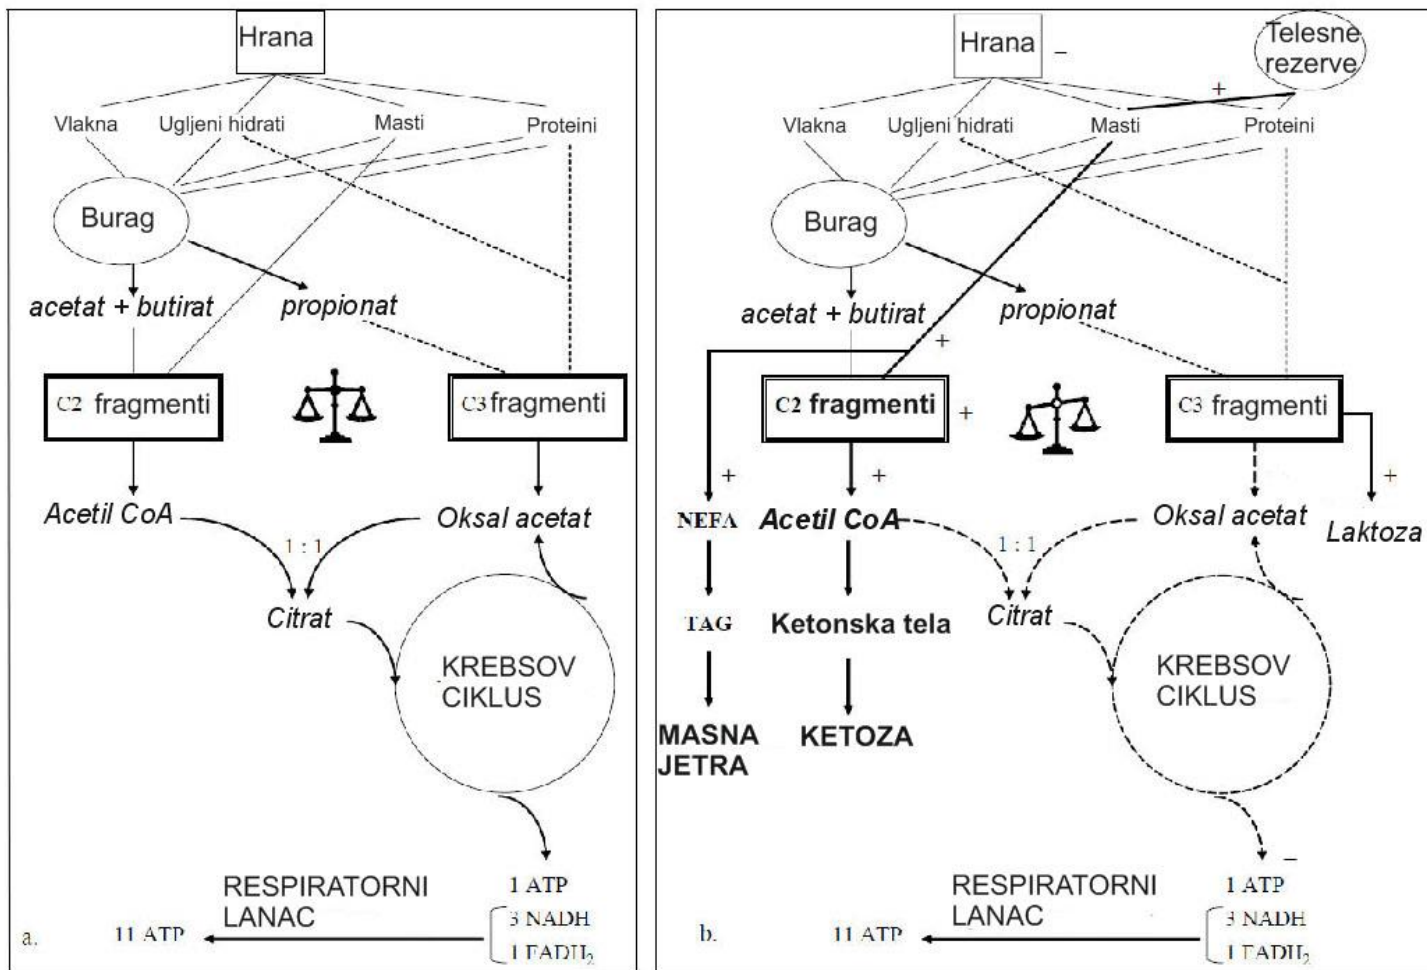 Hrana
Vlakna
Ugljeni hidrati
Masti
Proteini
Burag
acetat + butirat
propionat
C2 fragmenti
C3 fragmenti
Acetil CoA
Oksal acetat
1 : 1
Citrat
KREBSOV
CIKLUS
RESPIRATORNI
LANAC
1 ATP
3 NADH
1 FADH₂
11 ATP
a.
Hrana
–
Telesne
rezerve
+
Vlakna
Ugljeni hidrati
Masti
Proteini
Burag
acetat + butirat
propionat
+
C2 fragmenti
+
C3 fragmenti
+
+
+
NEFA
Acetil CoA
Oksal acetat
Laktoza
1 : 1
TAG
Ketonska tela
Citrat
KREBSOV
CIKLUS
MASNA
JETRA
KETOZA
–
RESPIRATORNI
LANAC
1 ATP
3 NADH
1 FADH₂
11 ATP
b.